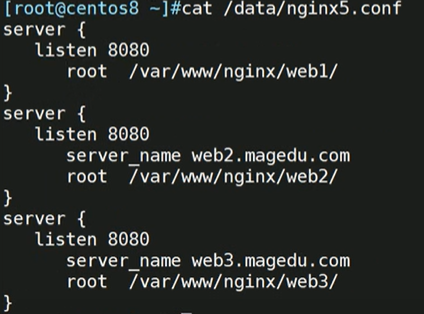 [root@centos8 ~]#cat /data/nginx5.conf
server {
   listen 8080
      root  /var/www/nginx/web1/
}
server {
   listen 8080
      server_name web2.magedu.com
      root  /var/www/nginx/web2/
}
server {
   listen 8080
      server_name web3.magedu.com
      root  /var/www/nginx/web3/
}